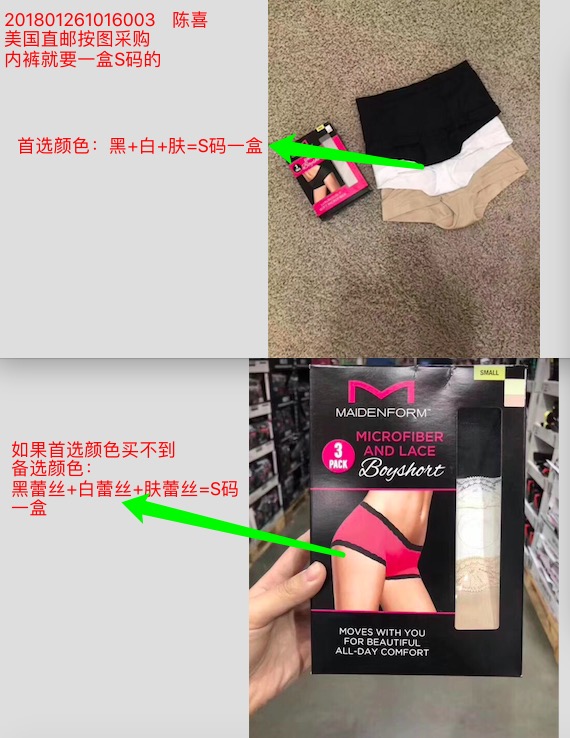 201801261016003 陈喜
美国直邮按图采购
内裤就要一盒S码的
首选颜色：黑+白+肤=S码一盒
如果首选颜色买不到
备选颜色：
黑蕾丝+白蕾丝+肤蕾丝=S码
一盒
SMALL
MAIDENFORM™
3
PACK
MICROFIBER
AND LACE
Boyshort
MOVES WITH YOU
FOR BEAUTIFUL
ALL-DAY COMFORT